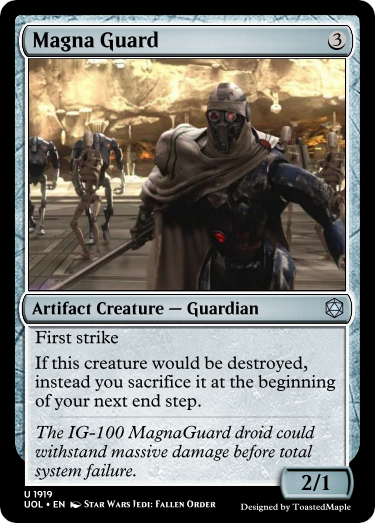 Magna Guard 3
Artifact Creature — Guardian
First strike
If this creature would be destroyed,
instead you sacrifice it at the beginning
of your next end step.
The IG-100 MagnaGuard droid could
withstand massive damage before total
system failure.
2/1
U 1919
UOL • EN Star Wars Jedi: Fallen Order
Designed by ToastedMaple